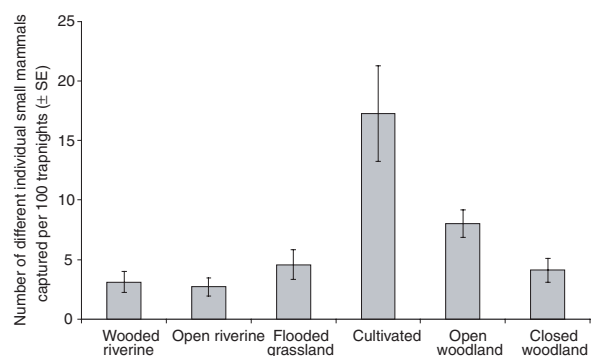 Number of different individual small mammals
captured per 100 trapnights (± SE)
25
20
15
10
5
0
Wooded
riverine
Open riverine
Flooded
grassland
Cultivated
Open
woodland
Closed
woodland